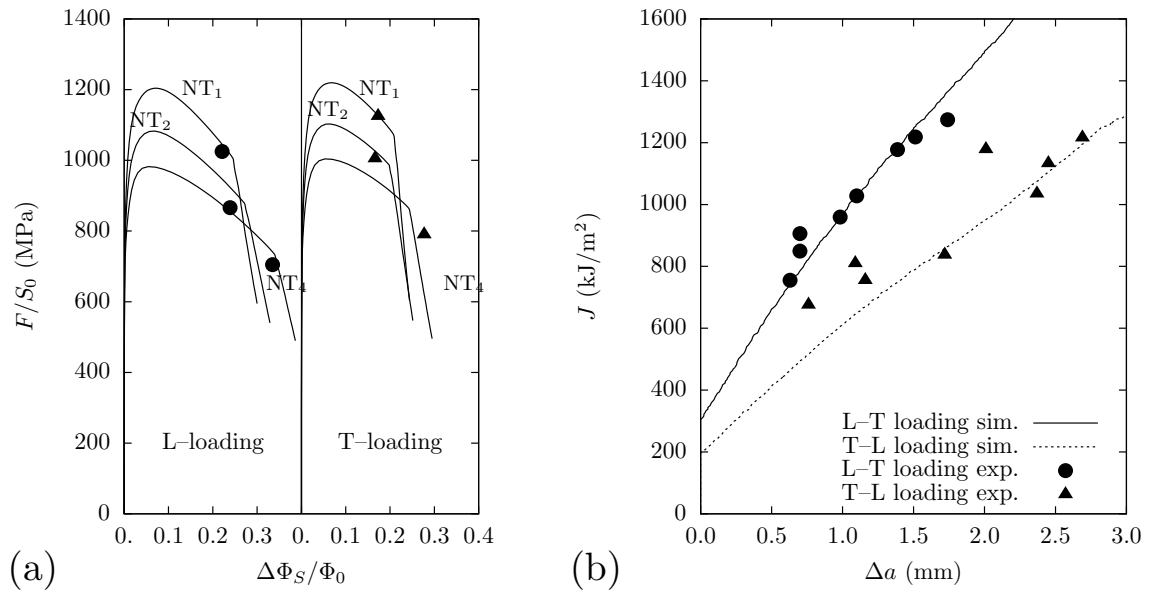 1400
1200
1000
800
600
400
200
0
F/S₀ (MPa)
NT₁
NT₂
NT₄
L–loading
NT₁
NT₂
NT₄
T–loading
0. 0.1 0.2 0.3 0. 0.1 0.2 0.3 0.4
ΔΦ_S/Φ₀
(a)
1600
1400
1200
1000
800
600
400
200
0
J (kJ/m²)
L–T loading sim.
T–L loading sim.
L–T loading exp.
T–L loading exp.
0.0 0.5 1.0 1.5 2.0 2.5 3.0
Δa (mm)
(b)